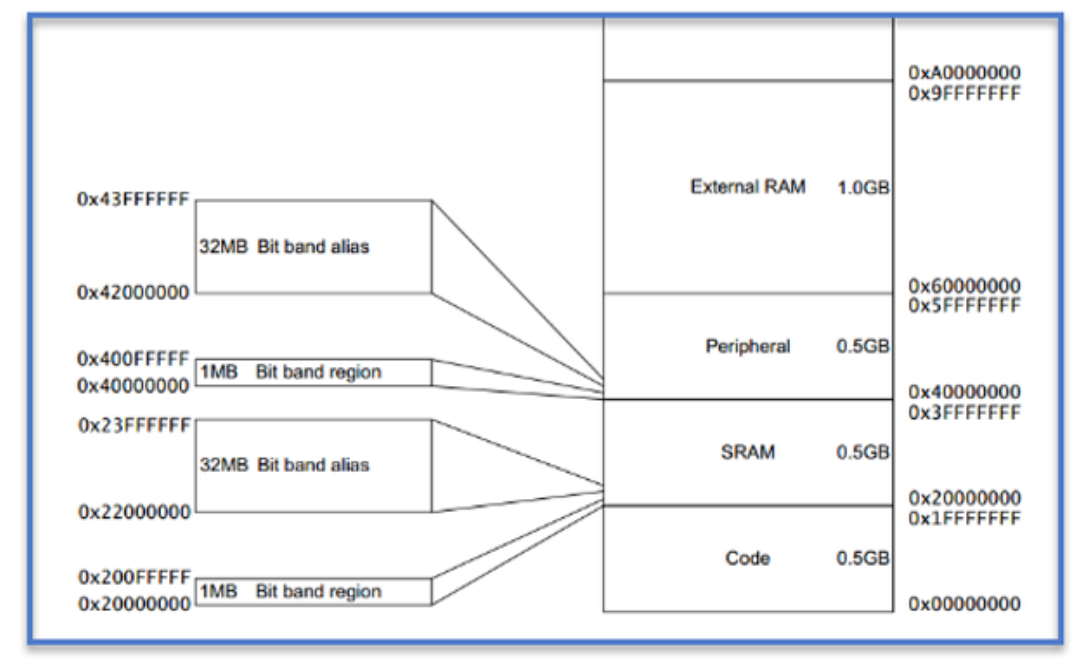 0xA0000000
0x9FFFFFFF
External RAM 1.0GB
0x43FFFFFF
32MB Bit band alias
0x42000000
0x60000000
0x5FFFFFFF
Peripheral 0.5GB
0x400FFFFF
1MB Bit band region
0x40000000
0x40000000
0x3FFFFFFF
0x23FFFFFF
SRAM 0.5GB
32MB Bit band alias
0x22000000
0x20000000
0x1FFFFFFF
Code 0.5GB
0x200FFFFF
1MB Bit band region
0x20000000
0x00000000